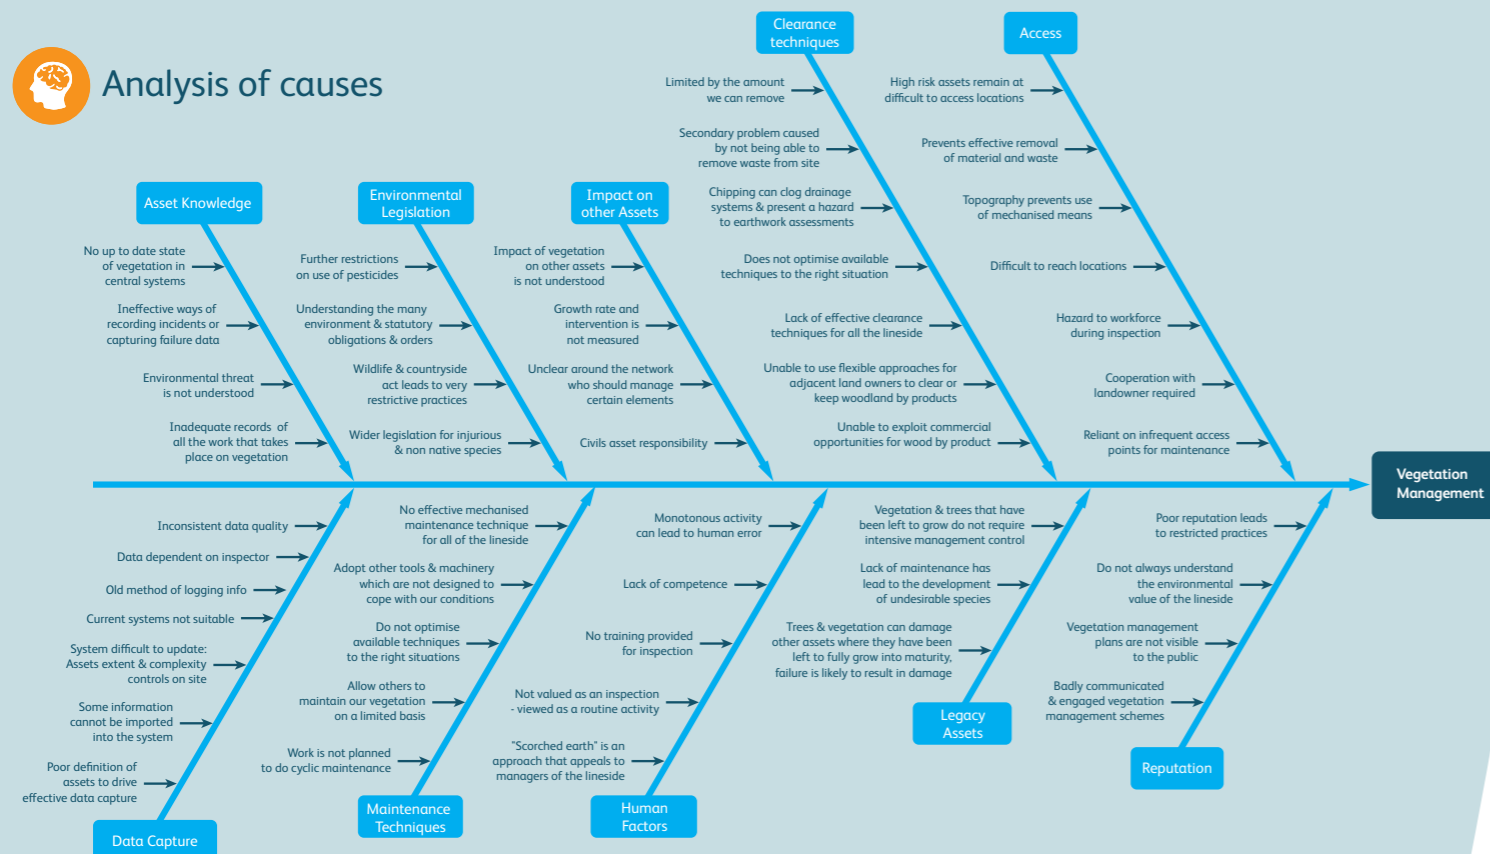 Analysis of causes
Clearance
techniques
Limited by the amount
we can remove
Secondary problem caused
by not being able to
remove waste from site
Chipping can clog drainage
systems & present a hazard
to earthwork assessments
Does not optimise available
techniques to the right situation
Lack of effective clearance
techniques for all the lineside
Unable to use flexible approaches for
adjacent land owners to clear or
keep woodland by products
Unable to exploit commercial
opportunities for wood by product
Access
High risk assets remain at
difficult to access locations
Prevents effective removal
of material and waste
Topography prevents use
of mechanised means
Difficult to reach locations
Hazard to workforce
during inspection
Cooperation with
landowner required
Reliant on infrequent access
points for maintenance
Asset Knowledge
No up to date state
of vegetation in
central systems
Ineffective ways of
recording incidents or
capturing failure data
Environmental threat
is not understood
Inadequate records of
all the work that takes
place on vegetation
Environmental
Legislation
Further restrictions
on use of pesticides
Understanding the many
environment & statutory
obligations & orders
Wildlife & countryside
act leads to very
restrictive practices
Wider legislation for injurious
& non native species
Impact on
other Assets
Impact of vegetation
on other assets
is not understood
Growth rate and
intervention is
not measured
Unclear around the network
who should manage
certain elements
Civils asset responsibility
Vegetation
Management
Inconsistent data quality
Data dependent on inspector
Old method of logging info
Current systems not suitable
System difficult to update:
Assets extent & complexity
controls on site
Some information
cannot be imported
into the system
Poor definition of
assets to drive
effective data capture
Data Capture
No effective mechanised
maintenance technique
for all of the lineside
Adopt other tools & machinery
which are not designed to
cope with our conditions
Do not optimise
available techniques
to the right situations
Allow others to
maintain our vegetation
on a limited basis
Work is not planned
to do cyclic maintenance
Maintenance
Techniques
Monotonous activity
can lead to human error
Lack of competence
No training provided
for inspection
Not valued as an inspection
- viewed as a routine activity
"Scorched earth" is an
approach that appeals to
managers of the lineside
Human
Factors
Vegetation & trees that have
been left to grow do not require
intensive management control
Lack of maintenance has
lead to the development
of undesirable species
Trees & vegetation can damage
other assets where they have been
left to fully grow into maturity,
failure is likely to result in damage
Legacy
Assets
Poor reputation leads
to restricted practices
Do not always understand
the environmental
value of the lineside
Vegetation management
plans are not visible
to the public
Badly communicated
& engaged vegetation
management schemes
Reputation